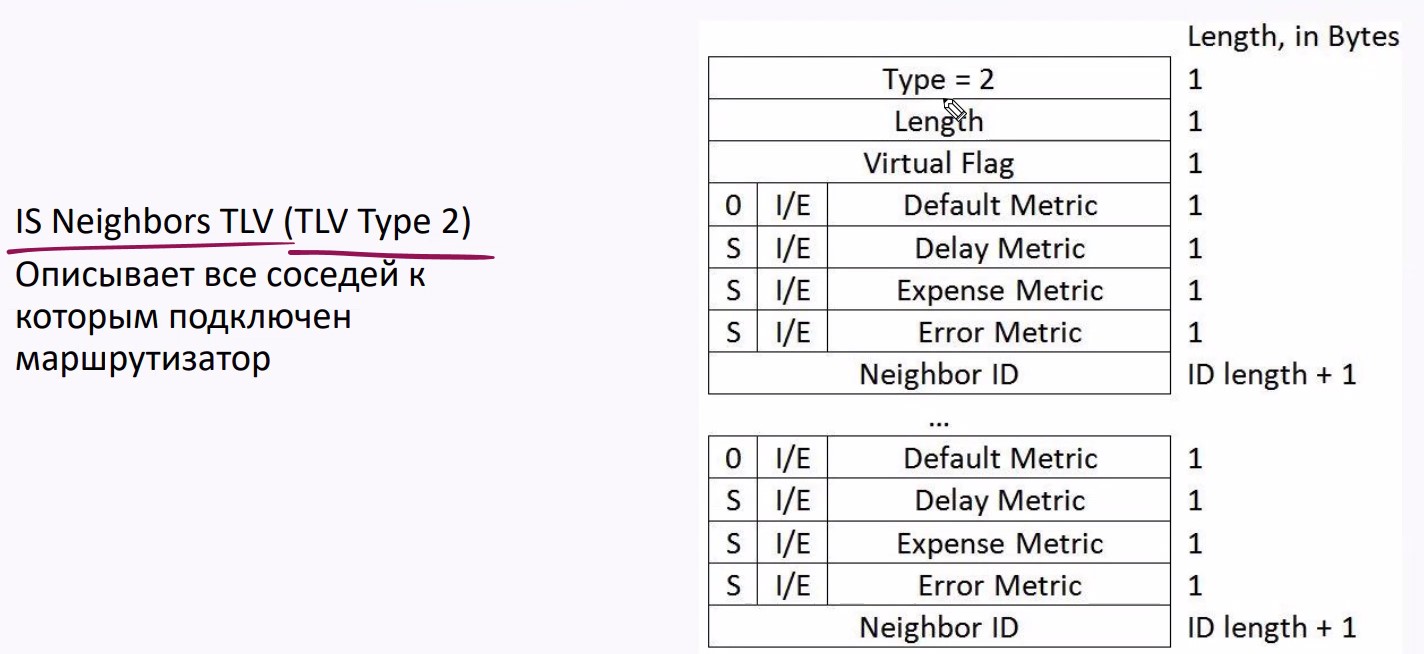 IS Neighbors TLV (TLV Type 2)
Описывает все соседей к
которым подключен
маршрутизатор
Length, in Bytes
Type = 2 1
Length 1
Virtual Flag 1
0 I/E Default Metric 1
S I/E Delay Metric 1
S I/E Expense Metric 1
S I/E Error Metric 1
Neighbor ID ID length + 1
...
0 I/E Default Metric 1
S I/E Delay Metric 1
S I/E Expense Metric 1
S I/E Error Metric 1
Neighbor ID ID length + 1